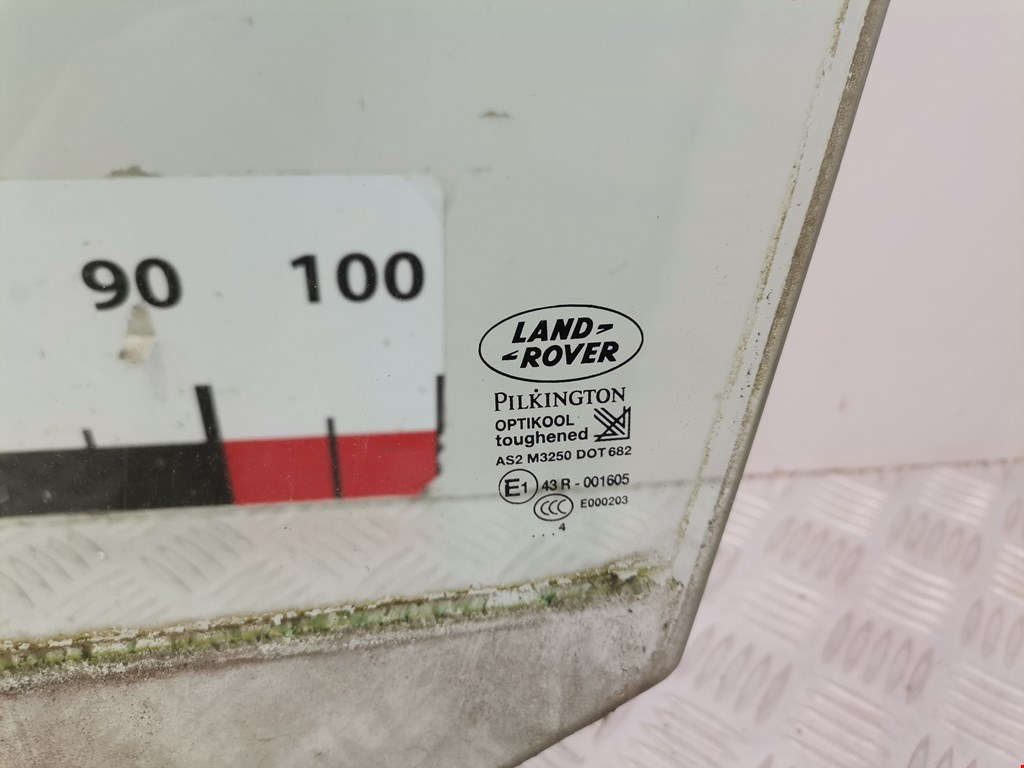 90 100
LAND-
-ROVER
PILKINGTON
OPTIKOOL
toughened
AS2 M3250 DOT 682
E1 43 R - 001605
CCC E000203
.... 4